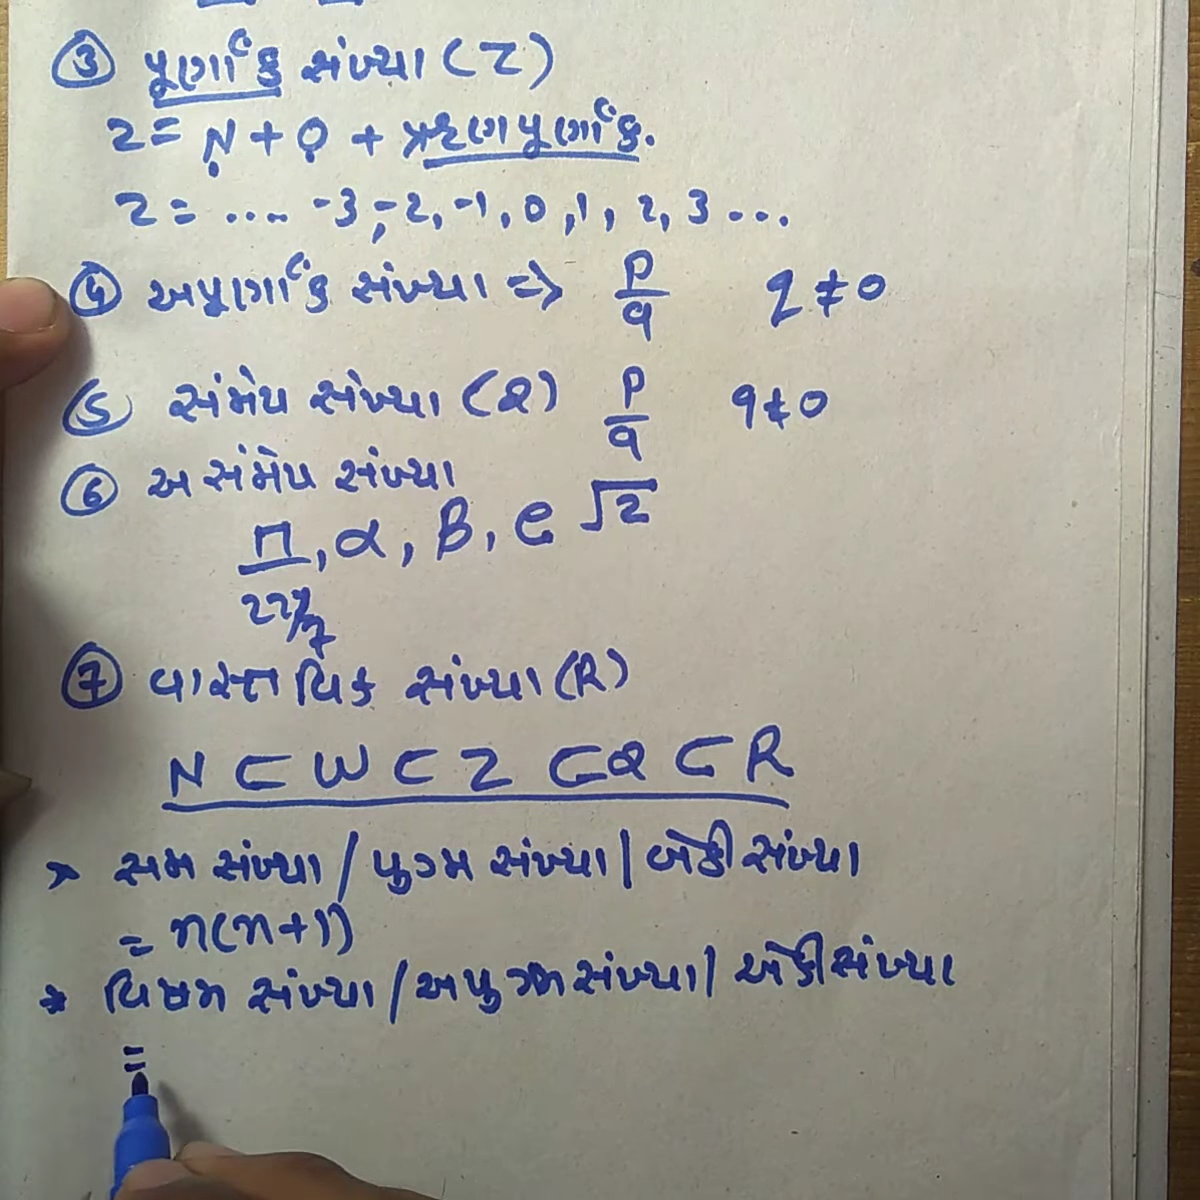 ③ પૂર્ણાંક સંખ્યા (Z)
Z = N + 0 + ઋણ પૂર્ણાંક.
Z = .... -3, -2, -1, 0, 1, 2, 3 ...
④ અપૂર્ણાંક સંખ્યા => p/q q ≠ 0
⑤ સંમેય સંખ્યા (Q) p/q q ≠ 0
⑥ અસંમેય સંખ્યા
π, α, β, e √2
22/7
⑦ વાસ્તવિક સંખ્યા (R)
N ⊂ W ⊂ Z ⊂ Q ⊂ R
સમ સંખ્યા / યુગ્મ સંખ્યા / બેકી સંખ્યા
= n(n+1)
* વિષમ સંખ્યા / અયુગ્મ સંખ્યા / એકી સંખ્યા
=